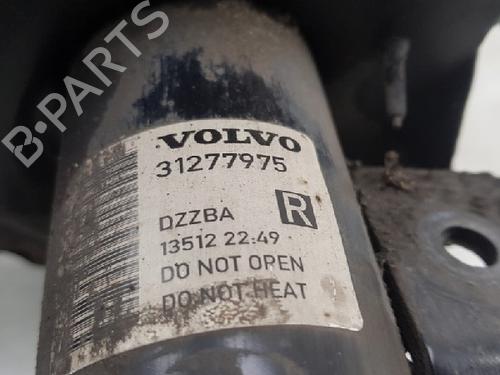 B-PARTS
VOLVO
31277975
DZZBA R
13512 22:49
DO NOT OPEN
DO NOT HEAT